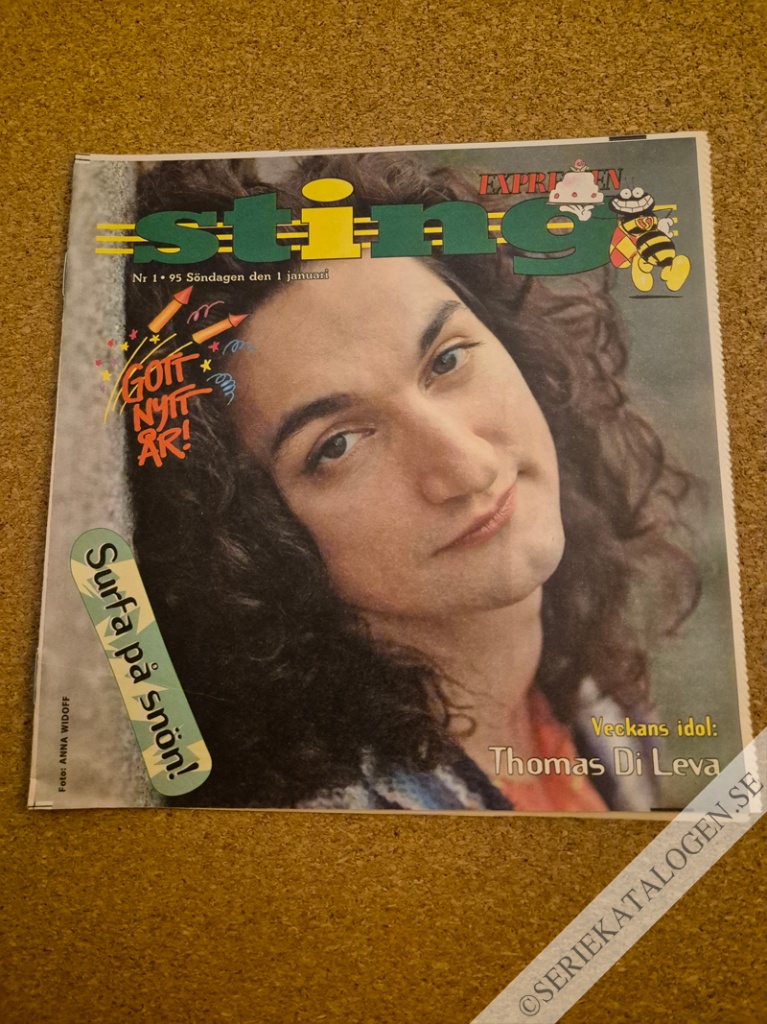 EXPRESSEN
sting
Nr 1 • 95 Söndagen den 1 januari
GOTT
NYTT
ÅR!
Surfa på snön!
Foto: ANNA WIDOFF
Veckans idol:
Thomas Di Leva
©SERIEKATALOGEN.SE